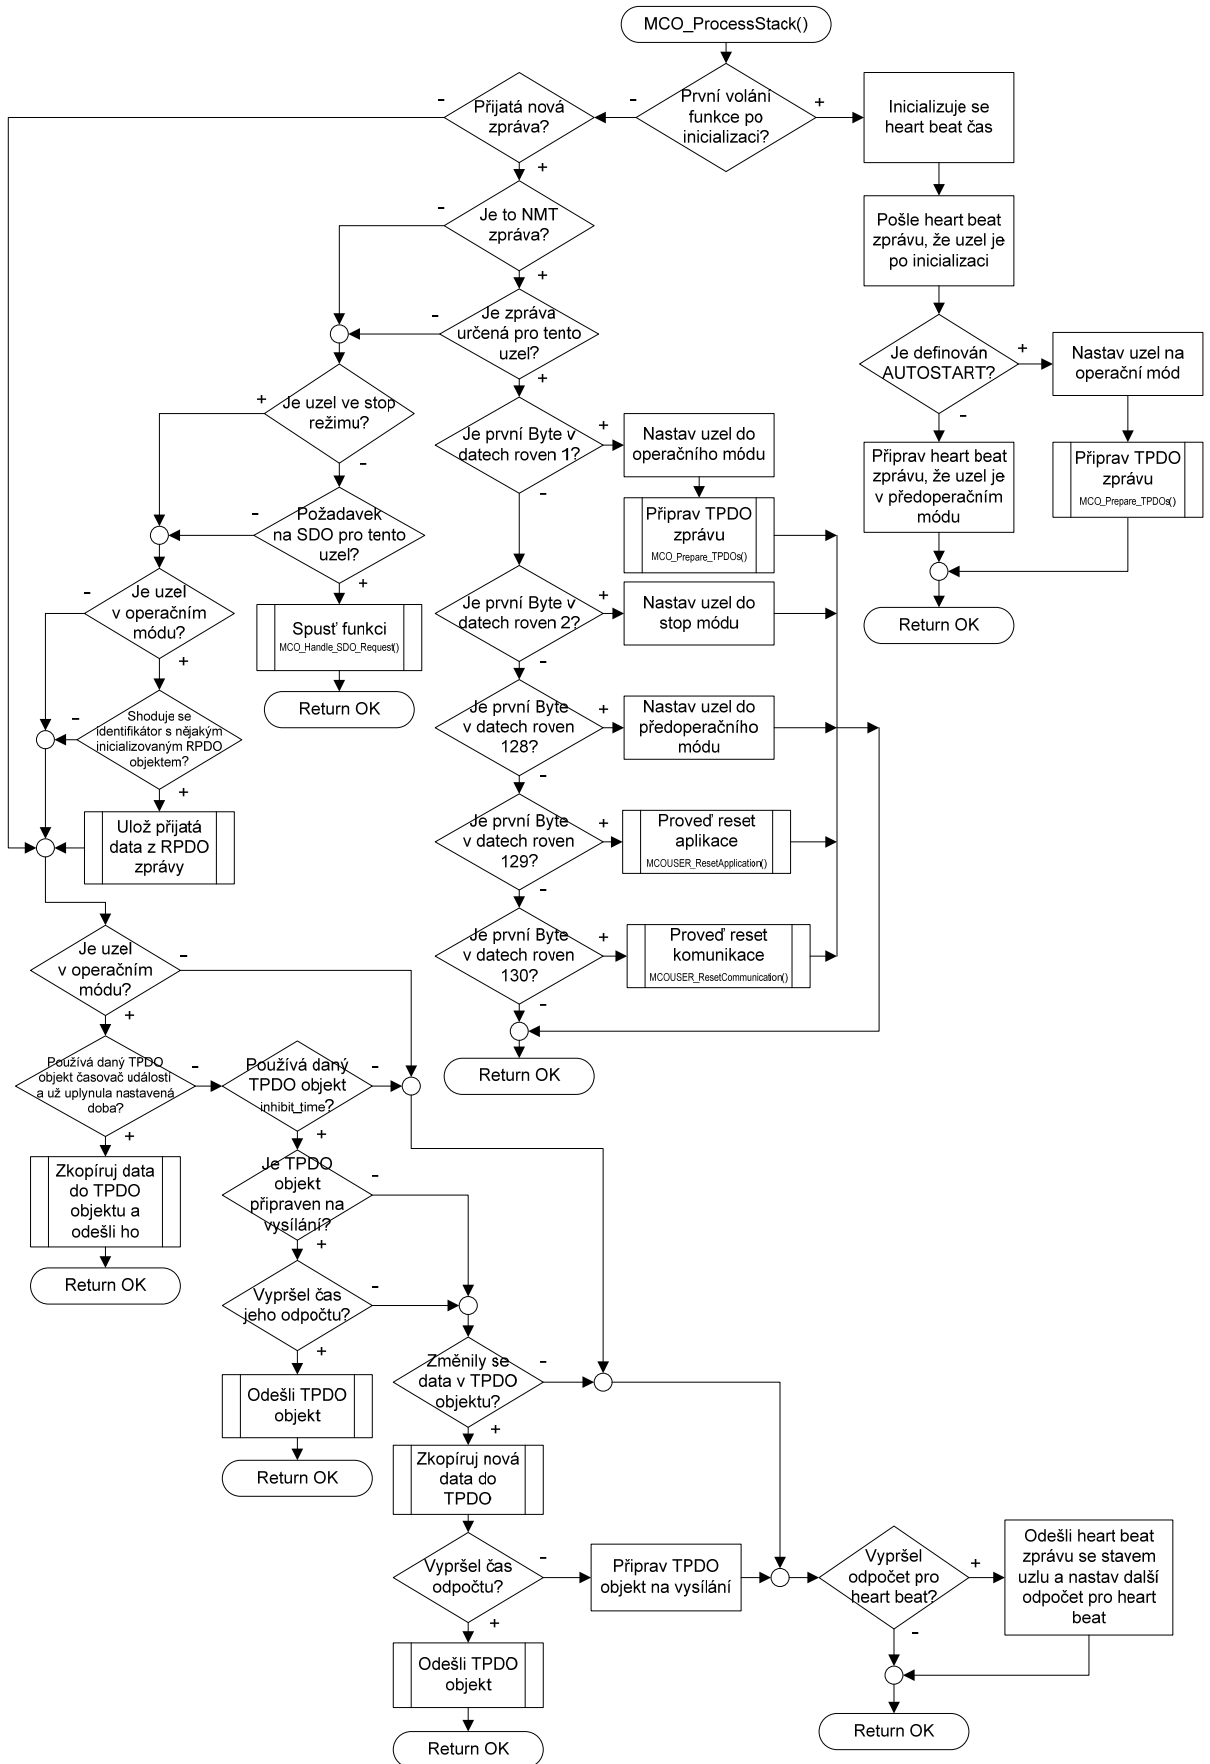 MCO_ProcessStack()
První volání
funkce po
inicializaci?
-
+
Přijatá nová
zpráva?
-
+
Inicializuje se
heart beat čas
Je to NMT
zpráva?
-
+
Pošle heart beat
zprávu, že uzel je
po inicializaci
Je zpráva
určená pro tento
uzel?
-
+
Je definován
AUTOSTART?
+
-
Nastav uzel na
operační mód
Je uzel ve stop
režimu?
+
-
Je první Byte v
datech roven 1?
+
-
Nastav uzel do
operačního módu
Připrav heart beat
zprávu, že uzel je
v předoperačním
módu
Připrav TPDO
zprávu
MCO_Prepare_TPDOs()
Požadavek
na SDO pro tento
uzel?
-
+
Připrav TPDO
zprávu
MCO_Prepare_TPDOs()
Je uzel
v operačním
módu?
-
+
Spusť funkci
MCO_Handle_SDO_Request()
Return OK
Je první Byte v
datech roven 2?
+
-
Nastav uzel do
stop módu
Return OK
Shoduje se
identifikátor s nějakým
inicializovaným RPDO
objektem?
-
+
Je první Byte
v datech roven
128?
+
-
Nastav uzel do
předoperačního
módu
Ulož přijatá
data z RPDO
zprávy
Je první Byte
v datech roven
129?
+
-
Proveď reset
aplikace
MCOUSER_ResetApplication()
Je uzel
v operačním
módu?
-
+
Je první Byte
v datech roven
130?
+
-
Proveď reset
komunikace
MCOUSER_ResetCommunication()
Return OK
Používá daný TPDO
objekt časovač událostí
a už uplynula nastavená
doba?
-
+
Používá daný
TPDO objekt
inhibit_time?
-
+
Zkopíruj data
do TPDO
objektu a
odešli ho
Return OK
Je TPDO
objekt
připraven na
vysílání?
-
+
Vypršel čas
jeho odpočtu?
-
+
Odešli TPDO
objekt
Return OK
Změnily se
data v TPDO
objektu?
-
+
Zkopíruj nová
data do
TPDO
Vypršel čas
odpočtu?
-
+
Připrav TPDO
objekt na vysílání
Vypršel
odpočet pro
heart beat?
+
-
Odešli heart beat
zprávu se stavem
uzlu a nastav další
odpočet pro heart
beat
Odešli TPDO
objekt
Return OK
Return OK